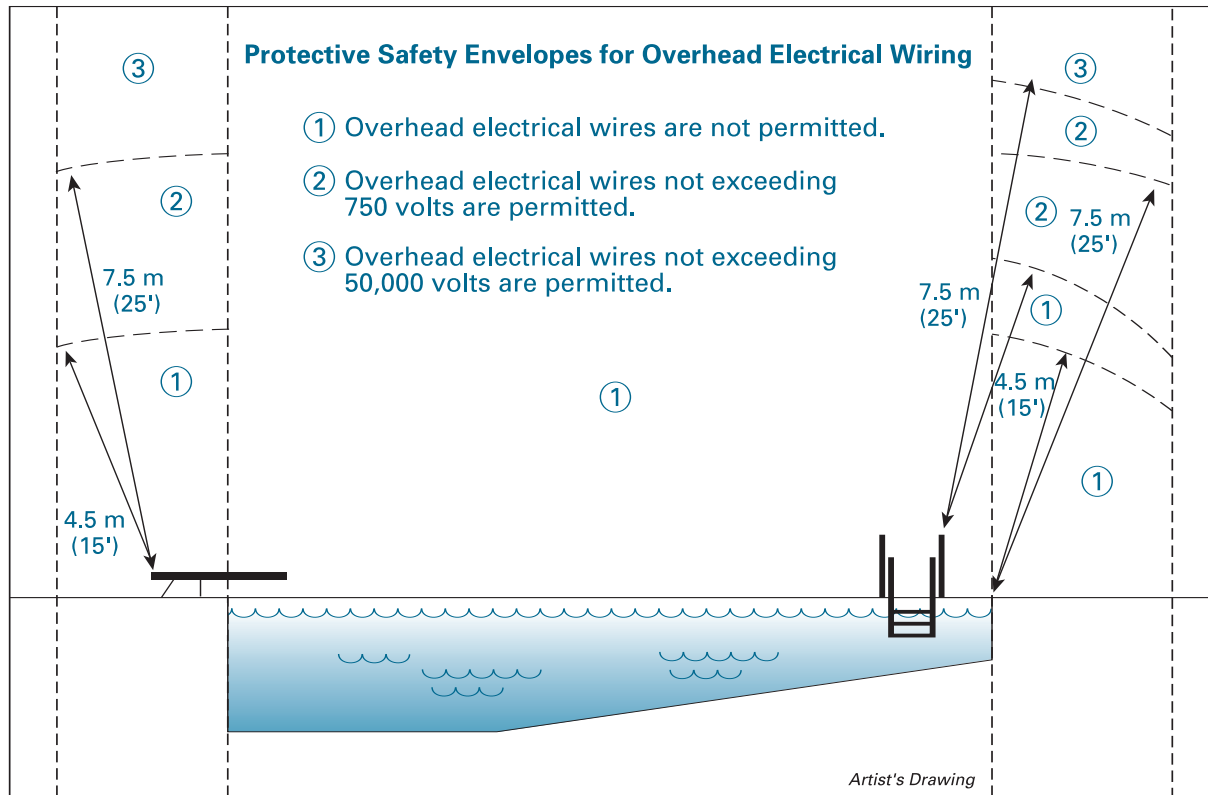 Protective Safety Envelopes for Overhead Electrical Wiring
① Overhead electrical wires are not permitted.
② Overhead electrical wires not exceeding
750 volts are permitted.
③ Overhead electrical wires not exceeding
50,000 volts are permitted.
③
②
7.5 m
(25')
①
4.5 m
(15')
①
③
②
②
7.5 m
(25')
7.5 m
(25')
①
4.5 m
(15')
①
Artist's Drawing